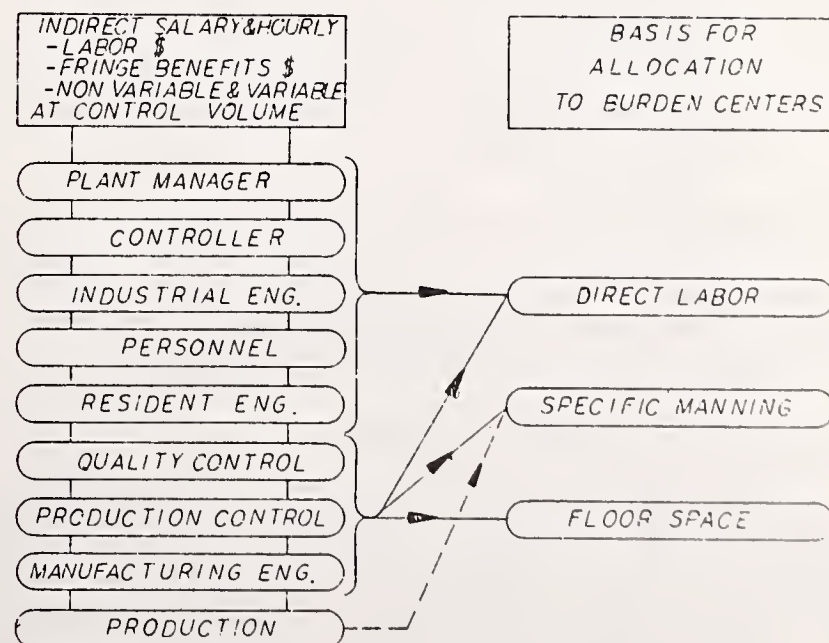 INDIRECT SALARY&HOURLY
-LABOR $
-FRINGE BENEFITS $
-NON VARIABLE & VARIABLE
AT CONTROL VOLUME
BASIS FOR
ALLOCATION
TO BURDEN CENTERS
PLANT MANAGER
CONTROLLER
INDUSTRIAL ENG.
DIRECT LABOR
PERSONNEL
RESIDENT ENG.
SPECIFIC MANNING
QUALITY CONTROL
PRODUCTION CONTROL
FLOOR SPACE
MANUFACTURING ENG.
PRODUCTION